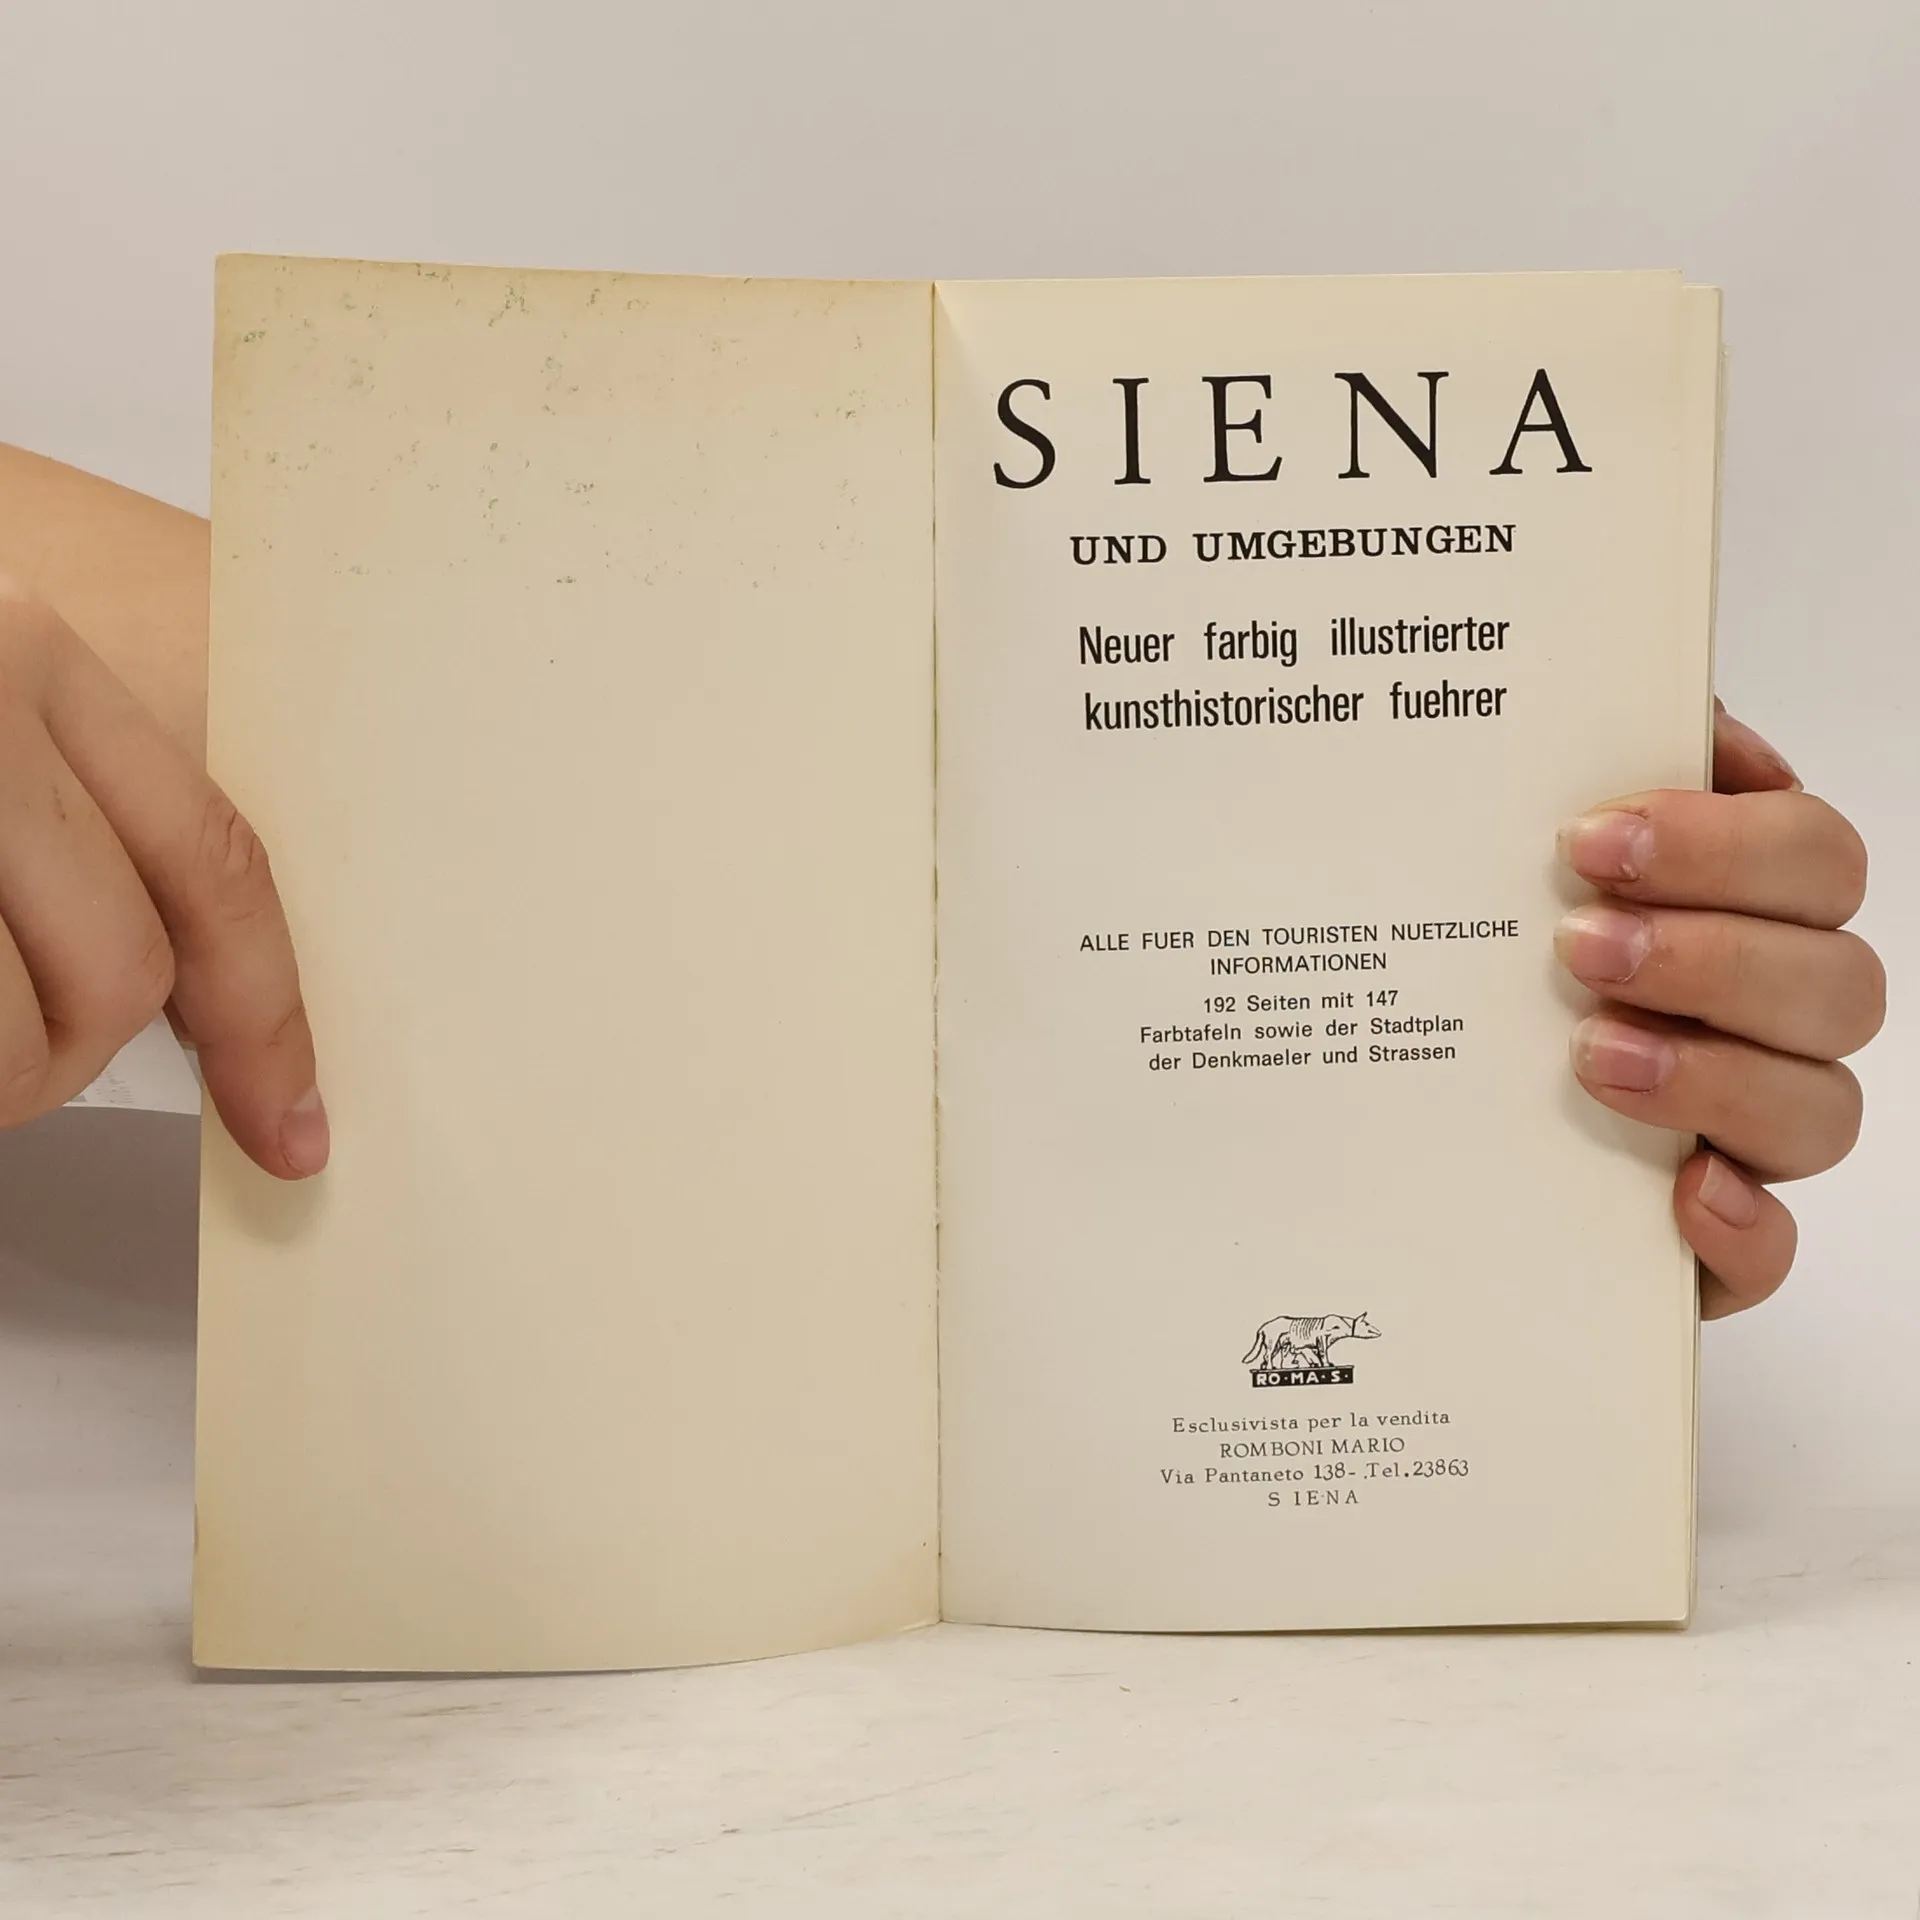 SIENA
UND UMGEBUNGEN
Neuer farbig illustrierter
kunsthistorischer fuehrer
ALLE FUER DEN TOURISTEN NUETZLICHE
INFORMATIONEN
192 Seiten mit 147
Farbtafeln sowie der Stadtplan
der Denkmaeler und Strassen
RO·MA·S·
Esclusivista per la vendita
ROMBONI MARIO
Via Pantaneto 138- .Tel.23863
SIENA